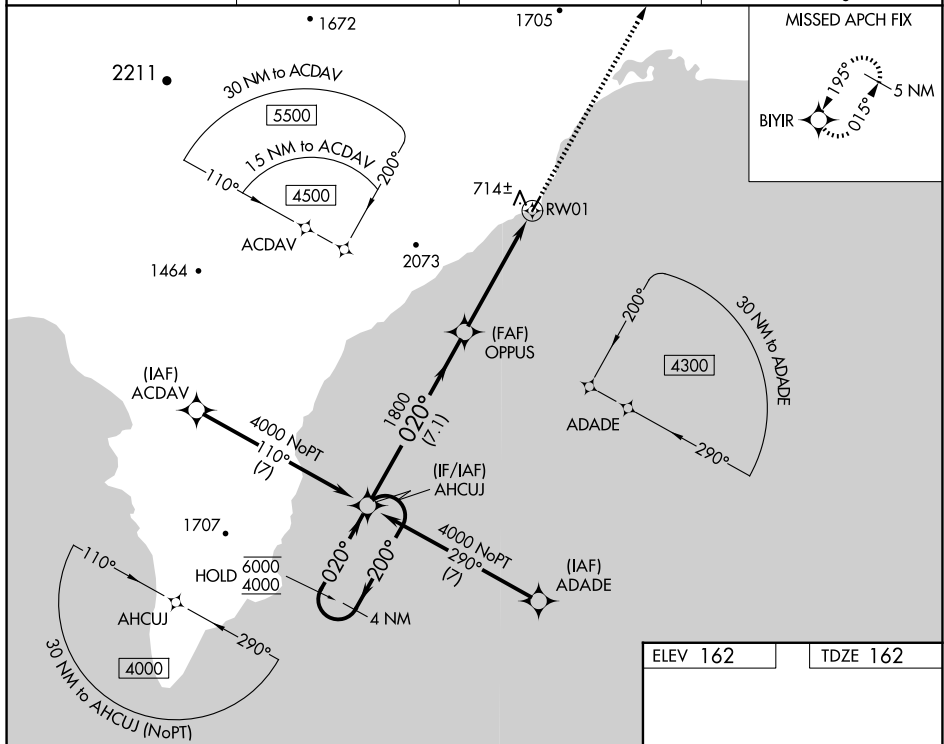 1672
1705
2211
30 NM to ACDAV
5500
15 NM to ACDAV
110°
4500
200°
ACDAV
MISSED APCH FIX
195°
015°
5 NM
BIYIR
714±
RW01
2073
1464
(FAF)
OPPUS
200°
30 NM to ADADE
4300
ADADE
290°
(IAF)
ACDAV
4000 NoPT
110°
(7)
1800
020°
(7.1)
(IF/IAF)
AHCUJ
1707
HOLD
6000
4000
020°
200°
4 NM
4000 NoPT
290°
(7)
(IAF)
ADADE
110°
AHCUJ
290°
4000
30 NM to AHCUJ (NoPT)
ELEV 162
TDZE 162